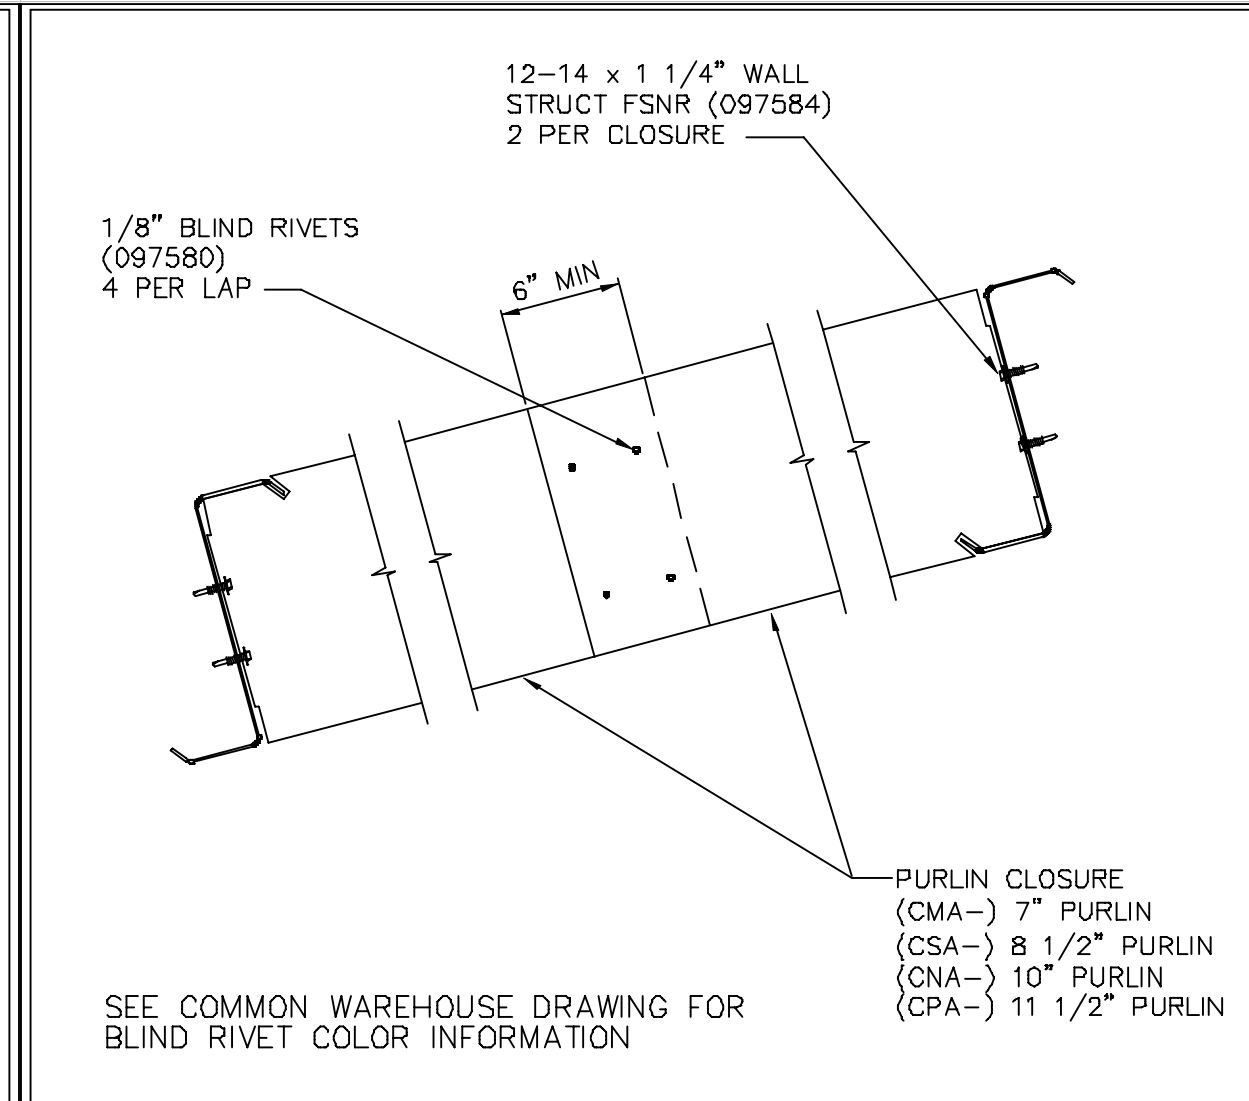 12-14 x 1 1/4" WALL
STRUCT FSNR (097584)
2 PER CLOSURE
1/8" BLIND RIVETS
(097580)
4 PER LAP
6" MIN
PURLIN CLOSURE
(CMA-) 7" PURLIN
(CSA-) 8 1/2" PURLIN
(CNA-) 10" PURLIN
(CPA-) 11 1/2" PURLIN
SEE COMMON WAREHOUSE DRAWING FOR
BLIND RIVET COLOR INFORMATION